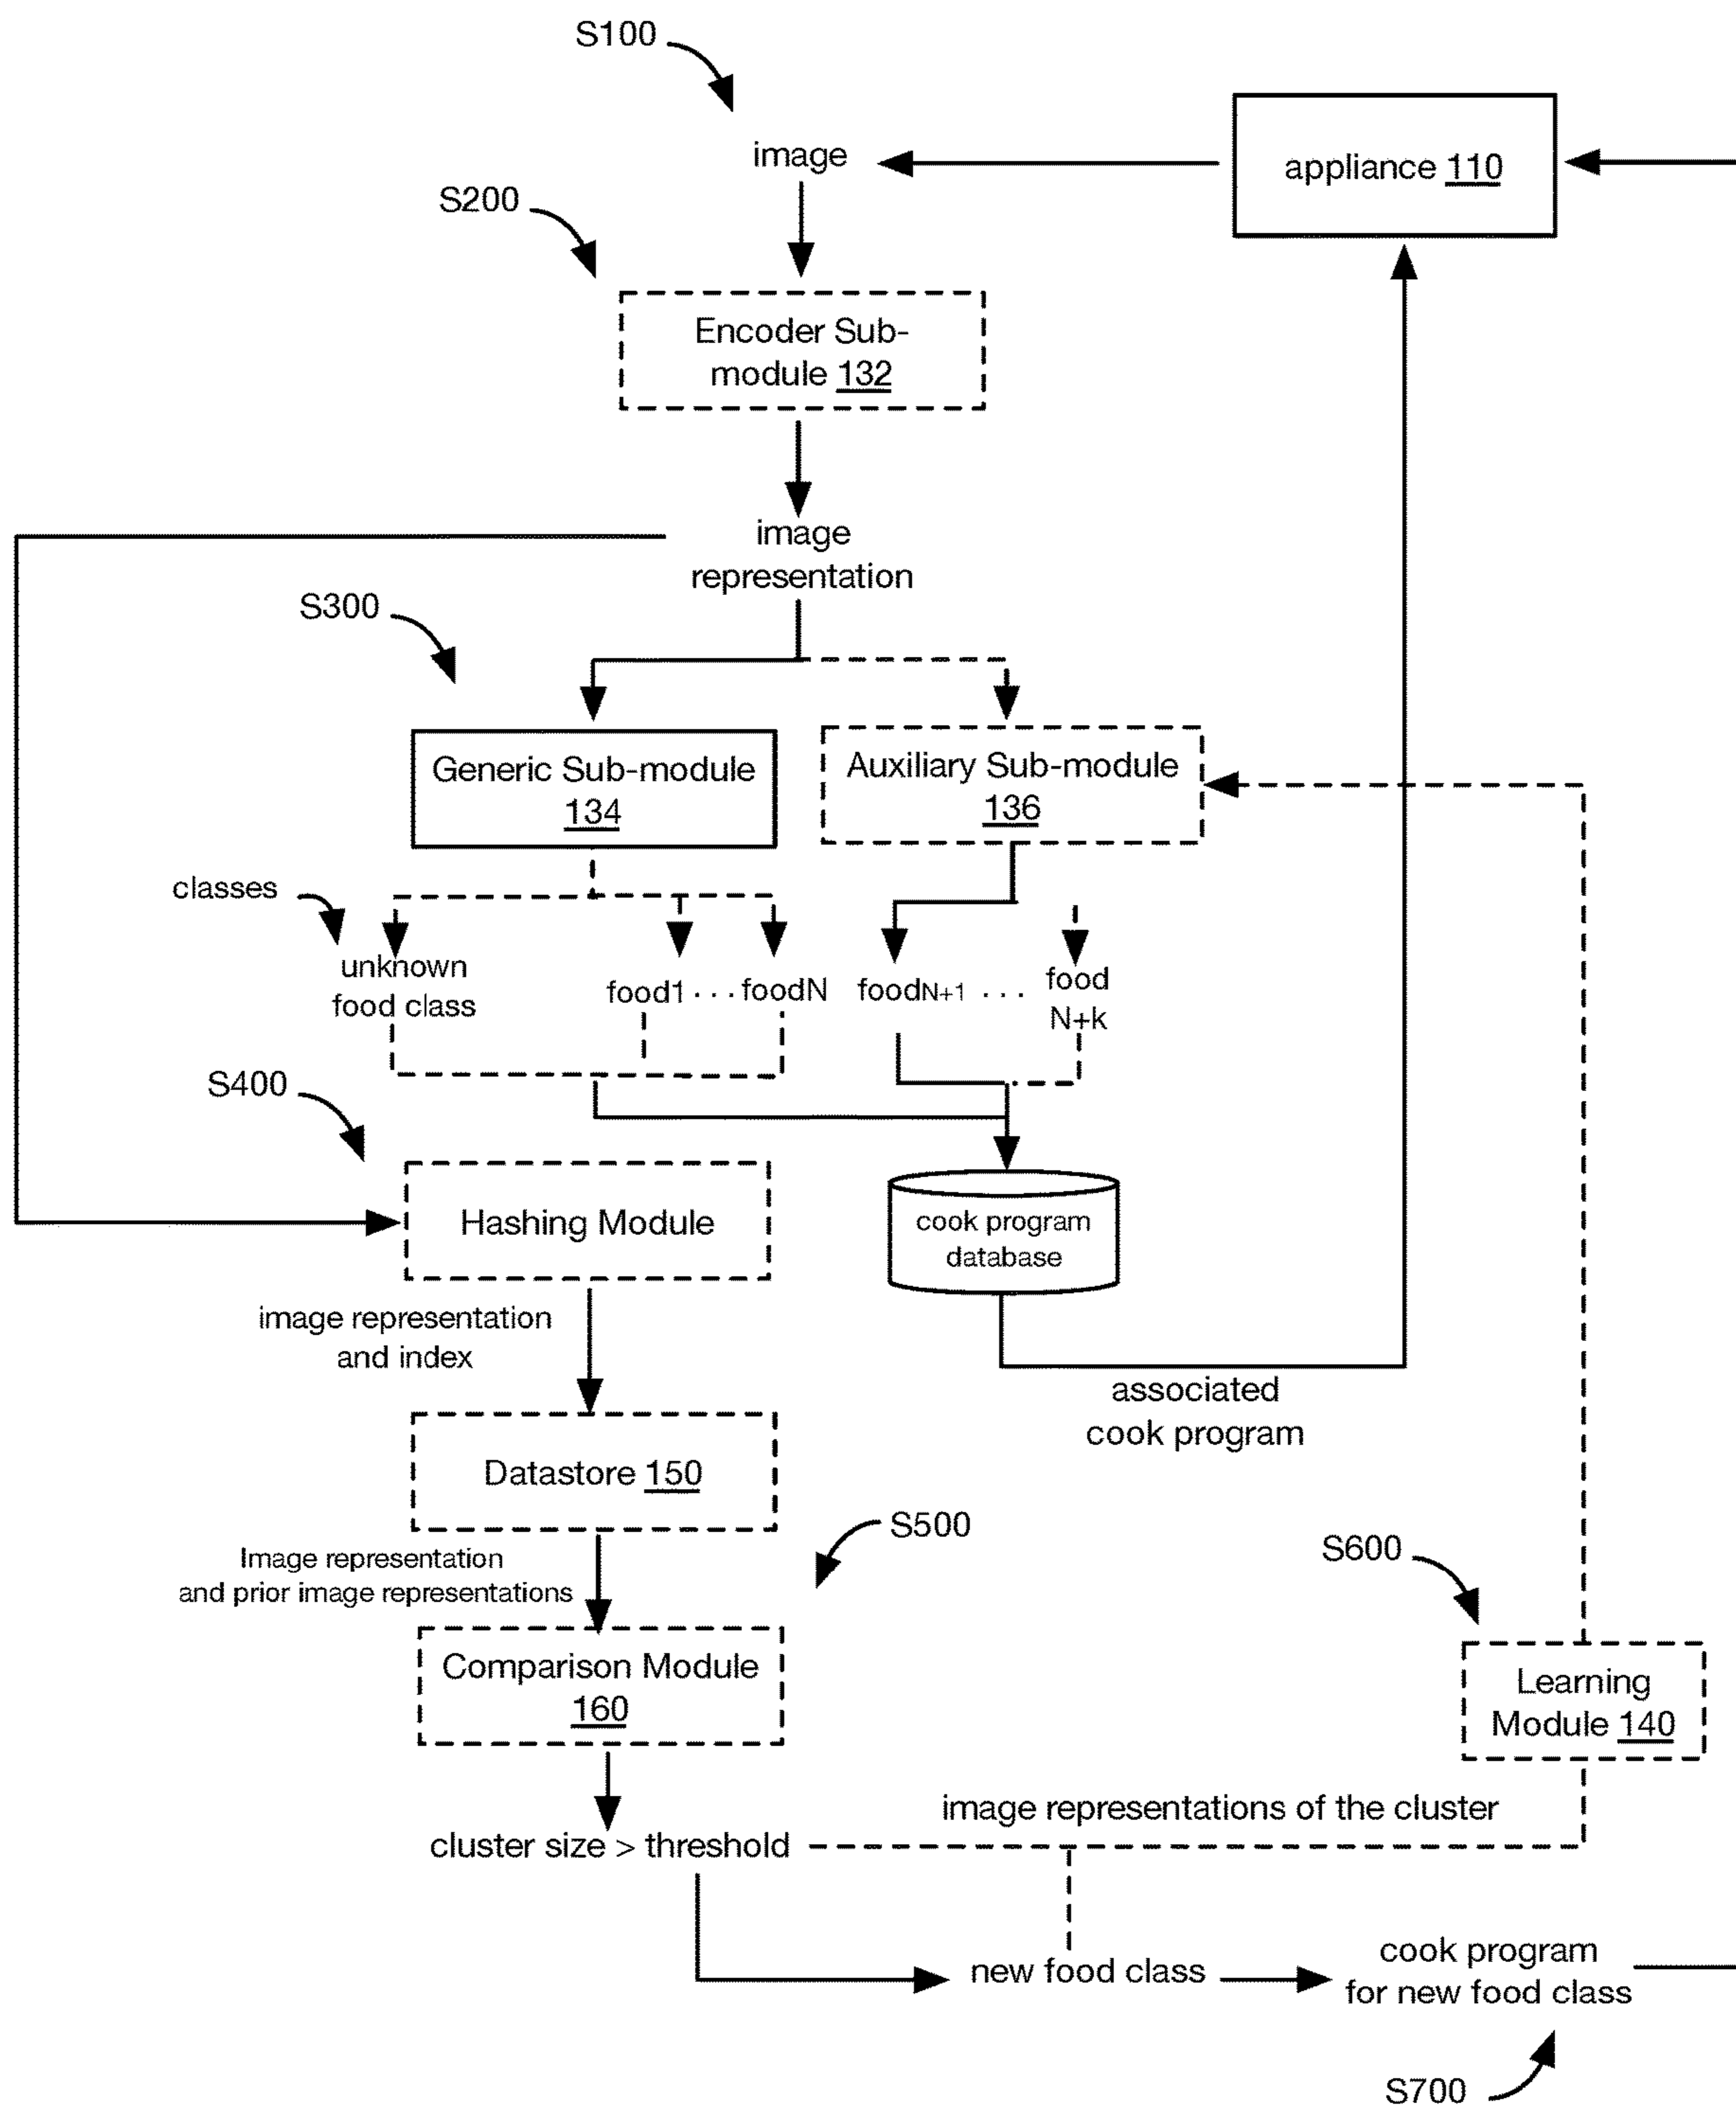 S100
image
appliance 110
S200
Encoder Sub-
module 132
image
representation
S300
Generic Sub-module
134
Auxiliary Sub-module
136
classes
unknown
food class
food1 ... foodN
foodN+1 ...
food
N+k
S400
Hashing Module
cook program
database
image representation
and index
associated
cook program
Datastore 150
S500
Image representation
and prior image representations
S600
Comparison Module
160
Learning
Module 140
image representations of the cluster
cluster size > threshold
new food class
cook program
for new food class
S700